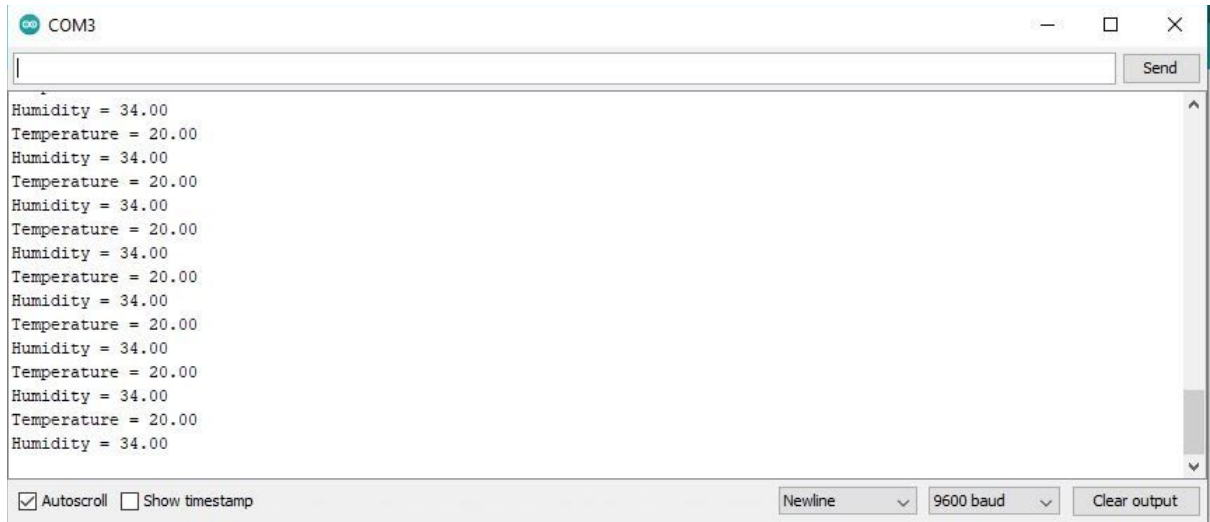 COM3
Send
Humidity = 34.00
Temperature = 20.00
Humidity = 34.00
Temperature = 20.00
Humidity = 34.00
Temperature = 20.00
Humidity = 34.00
Temperature = 20.00
Humidity = 34.00
Temperature = 20.00
Humidity = 34.00
Temperature = 20.00
Humidity = 34.00
Temperature = 20.00
Humidity = 34.00
Autoscroll Show timestamp Newline 9600 baud Clear output